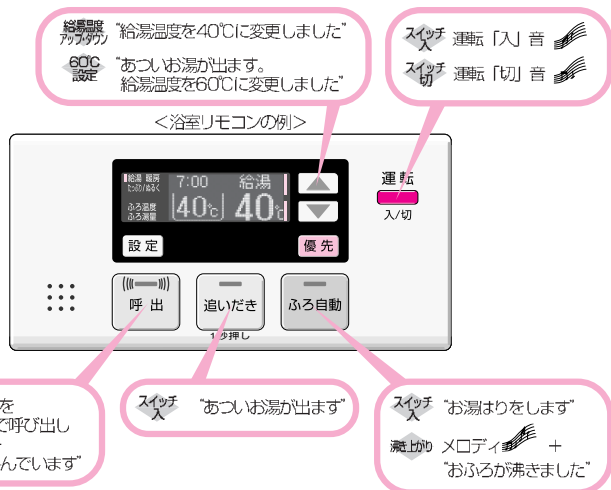 給湯温度
アップ・ダウン
"給湯温度を40℃に変更しました"
60℃
設定
"あついお湯が出ます。
給湯温度を60℃に変更しました"
スイッチ
入
運転「入」音
スイッチ
切
運転「切」音
<浴室リモコンの例>
給湯 暖房
たっぷり/ぬるく
7:00
給湯
ふろ温度
ふろ湯量
40℃
40℃
運転
入/切
設定
優先
呼出
追いだき
ふろ自動
1秒押し
を
で呼び出し
んでいます"
スイッチ
入
"あついお湯が出ます"
スイッチ
入
"お湯はりをします"
沸き上がり
メロディ
+
"おふろが沸きました"